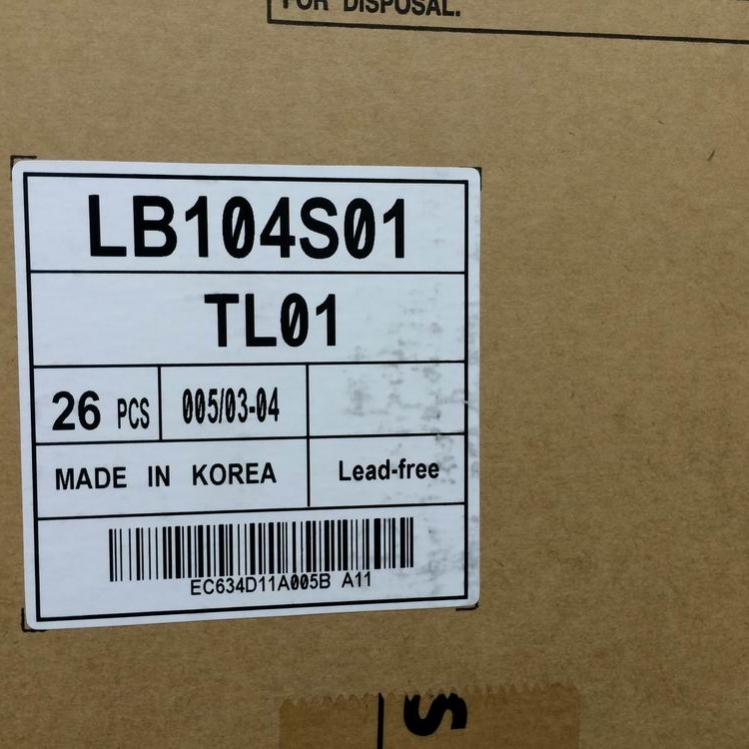 FOR DISPOSAL.
LB104S01
TL01
26 PCS 005/03-04
MADE IN KOREA Lead-free
EC634D11A005B A11
S